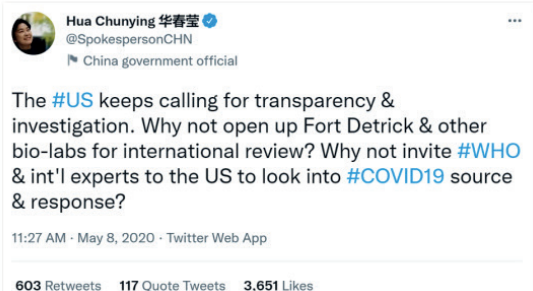 Hua Chunying 华春莹
@SpokespersonCHN
China government official
The #US keeps calling for transparency &
investigation. Why not open up Fort Detrick & other
bio-labs for international review? Why not invite #WHO
& int'l experts to the US to look into #COVID19 source
& response?
11:27 AM · May 8, 2020 · Twitter Web App
603 Retweets 117 Quote Tweets 3,651 Likes